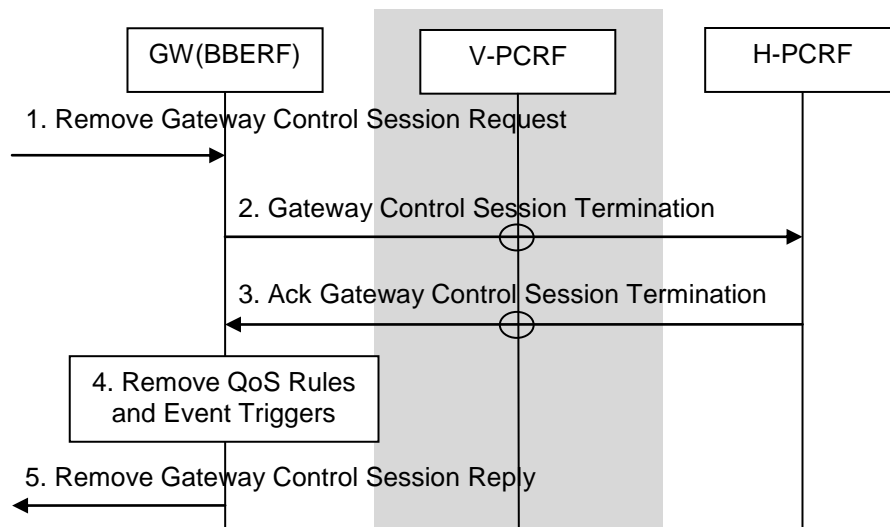 GW(BBERF)
V-PCRF
H-PCRF
1. Remove Gateway Control Session Request
2. Gateway Control Session Termination
3. Ack Gateway Control Session Termination
4. Remove QoS Rules
and Event Triggers
5. Remove Gateway Control Session Reply